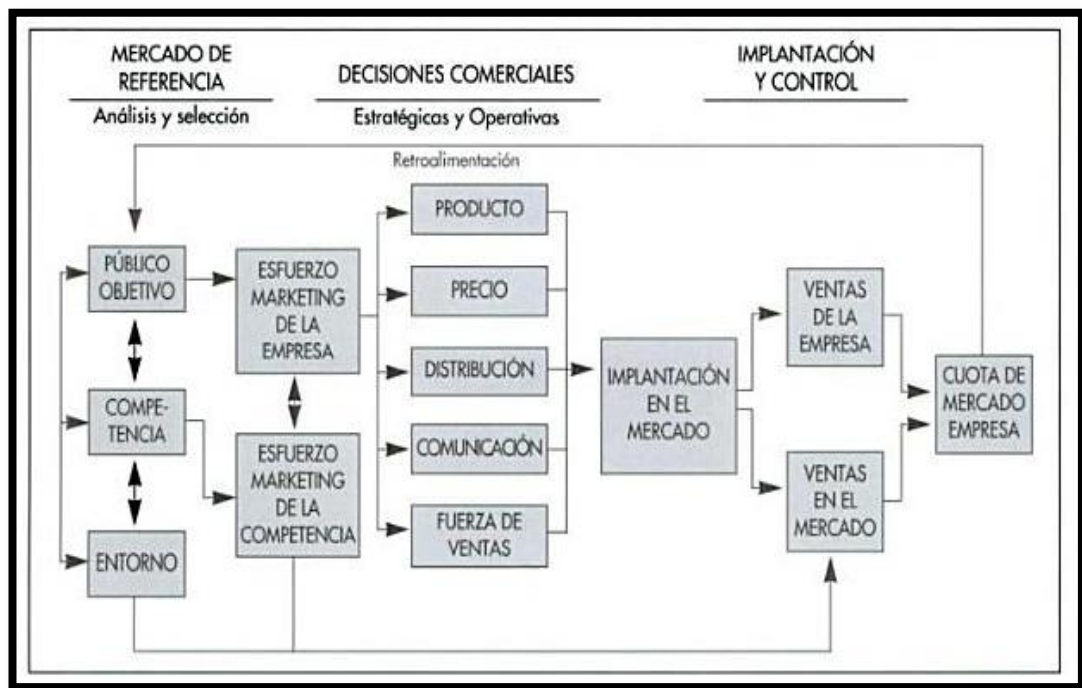 MERCADO DE
REFERENCIA
Análisis y selección
DECISIONES COMERCIALES
Estratégicas y Operativas
IMPLANTACIÓN
Y CONTROL
Retroalimentación
PÚBLICO
OBJETIVO
COMPE-
TENCIA
ENTORNO
ESFUERZO
MARKETING
DE LA
EMPRESA
ESFUERZO
MARKETING
DE LA
COMPETENCIA
PRODUCTO
PRECIO
DISTRIBUCIÓN
COMUNICACIÓN
FUERZA DE
VENTAS
IMPLANTACIÓN
EN EL
MERCADO
VENTAS
DE LA
EMPRESA
VENTAS
EN EL
MERCADO
CUOTA DE
MERCADO
EMPRESA